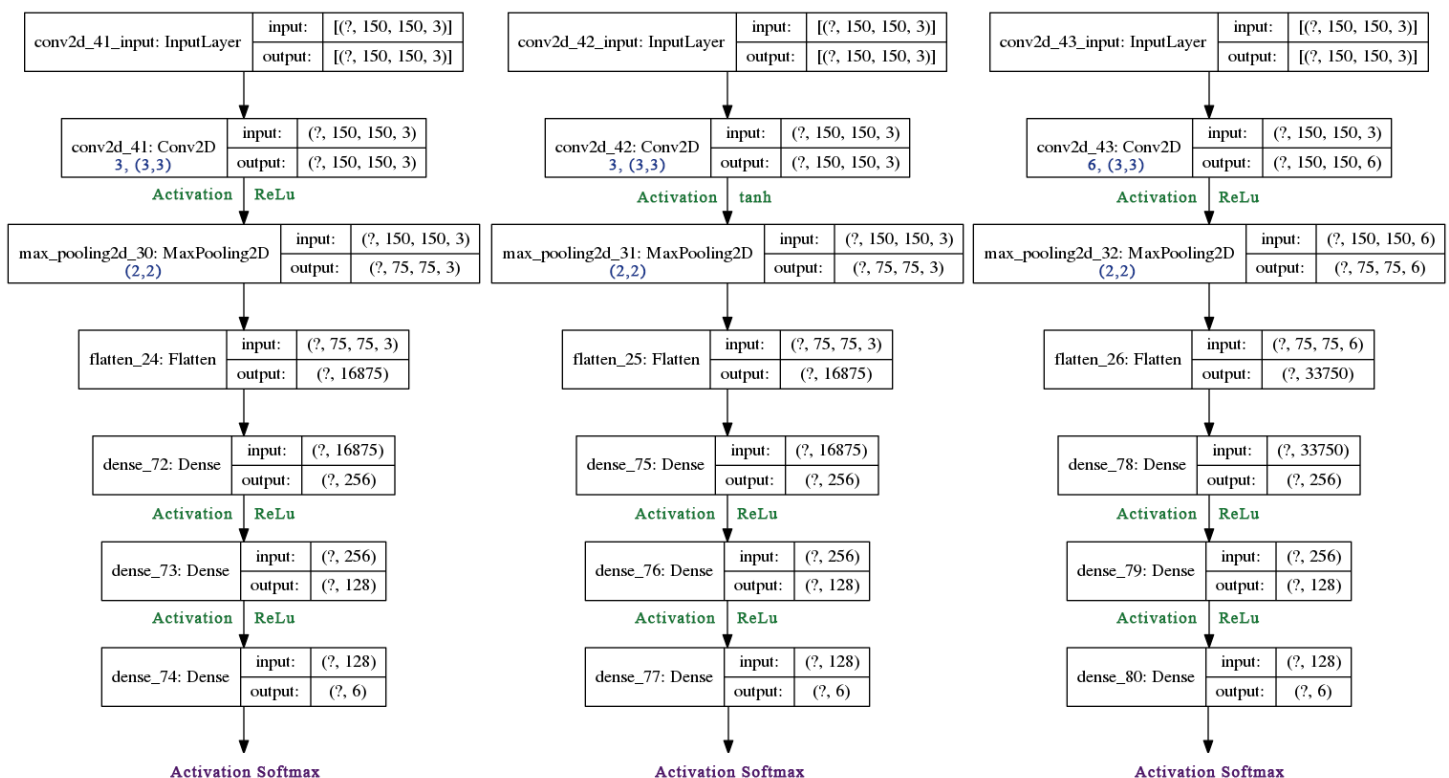 conv2d_41_input: InputLayer
input: [(?, 150, 150, 3)]
output: [(?, 150, 150, 3)]
conv2d_41: Conv2D
3, (3,3)
input: (?, 150, 150, 3)
output: (?, 150, 150, 3)
Activation ReLu
max_pooling2d_30: MaxPooling2D
(2,2)
input: (?, 150, 150, 3)
output: (?, 75, 75, 3)
flatten_24: Flatten
input: (?, 75, 75, 3)
output: (?, 16875)
dense_72: Dense
input: (?, 16875)
output: (?, 256)
Activation ReLu
dense_73: Dense
input: (?, 256)
output: (?, 128)
Activation ReLu
dense_74: Dense
input: (?, 128)
output: (?, 6)
Activation Softmax
conv2d_42_input: InputLayer
input: [(?, 150, 150, 3)]
output: [(?, 150, 150, 3)]
conv2d_42: Conv2D
3, (3,3)
input: (?, 150, 150, 3)
output: (?, 150, 150, 3)
Activation tanh
max_pooling2d_31: MaxPooling2D
(2,2)
input: (?, 150, 150, 3)
output: (?, 75, 75, 3)
flatten_25: Flatten
input: (?, 75, 75, 3)
output: (?, 16875)
dense_75: Dense
input: (?, 16875)
output: (?, 256)
Activation ReLu
dense_76: Dense
input: (?, 256)
output: (?, 128)
Activation ReLu
dense_77: Dense
input: (?, 128)
output: (?, 6)
Activation Softmax
conv2d_43_input: InputLayer
input: [(?, 150, 150, 3)]
output: [(?, 150, 150, 3)]
conv2d_43: Conv2D
6, (3,3)
input: (?, 150, 150, 3)
output: (?, 150, 150, 6)
Activation ReLu
max_pooling2d_32: MaxPooling2D
(2,2)
input: (?, 150, 150, 6)
output: (?, 75, 75, 6)
flatten_26: Flatten
input: (?, 75, 75, 6)
output: (?, 33750)
dense_78: Dense
input: (?, 33750)
output: (?, 256)
Activation ReLu
dense_79: Dense
input: (?, 256)
output: (?, 128)
Activation ReLu
dense_80: Dense
input: (?, 128)
output: (?, 6)
Activation Softmax